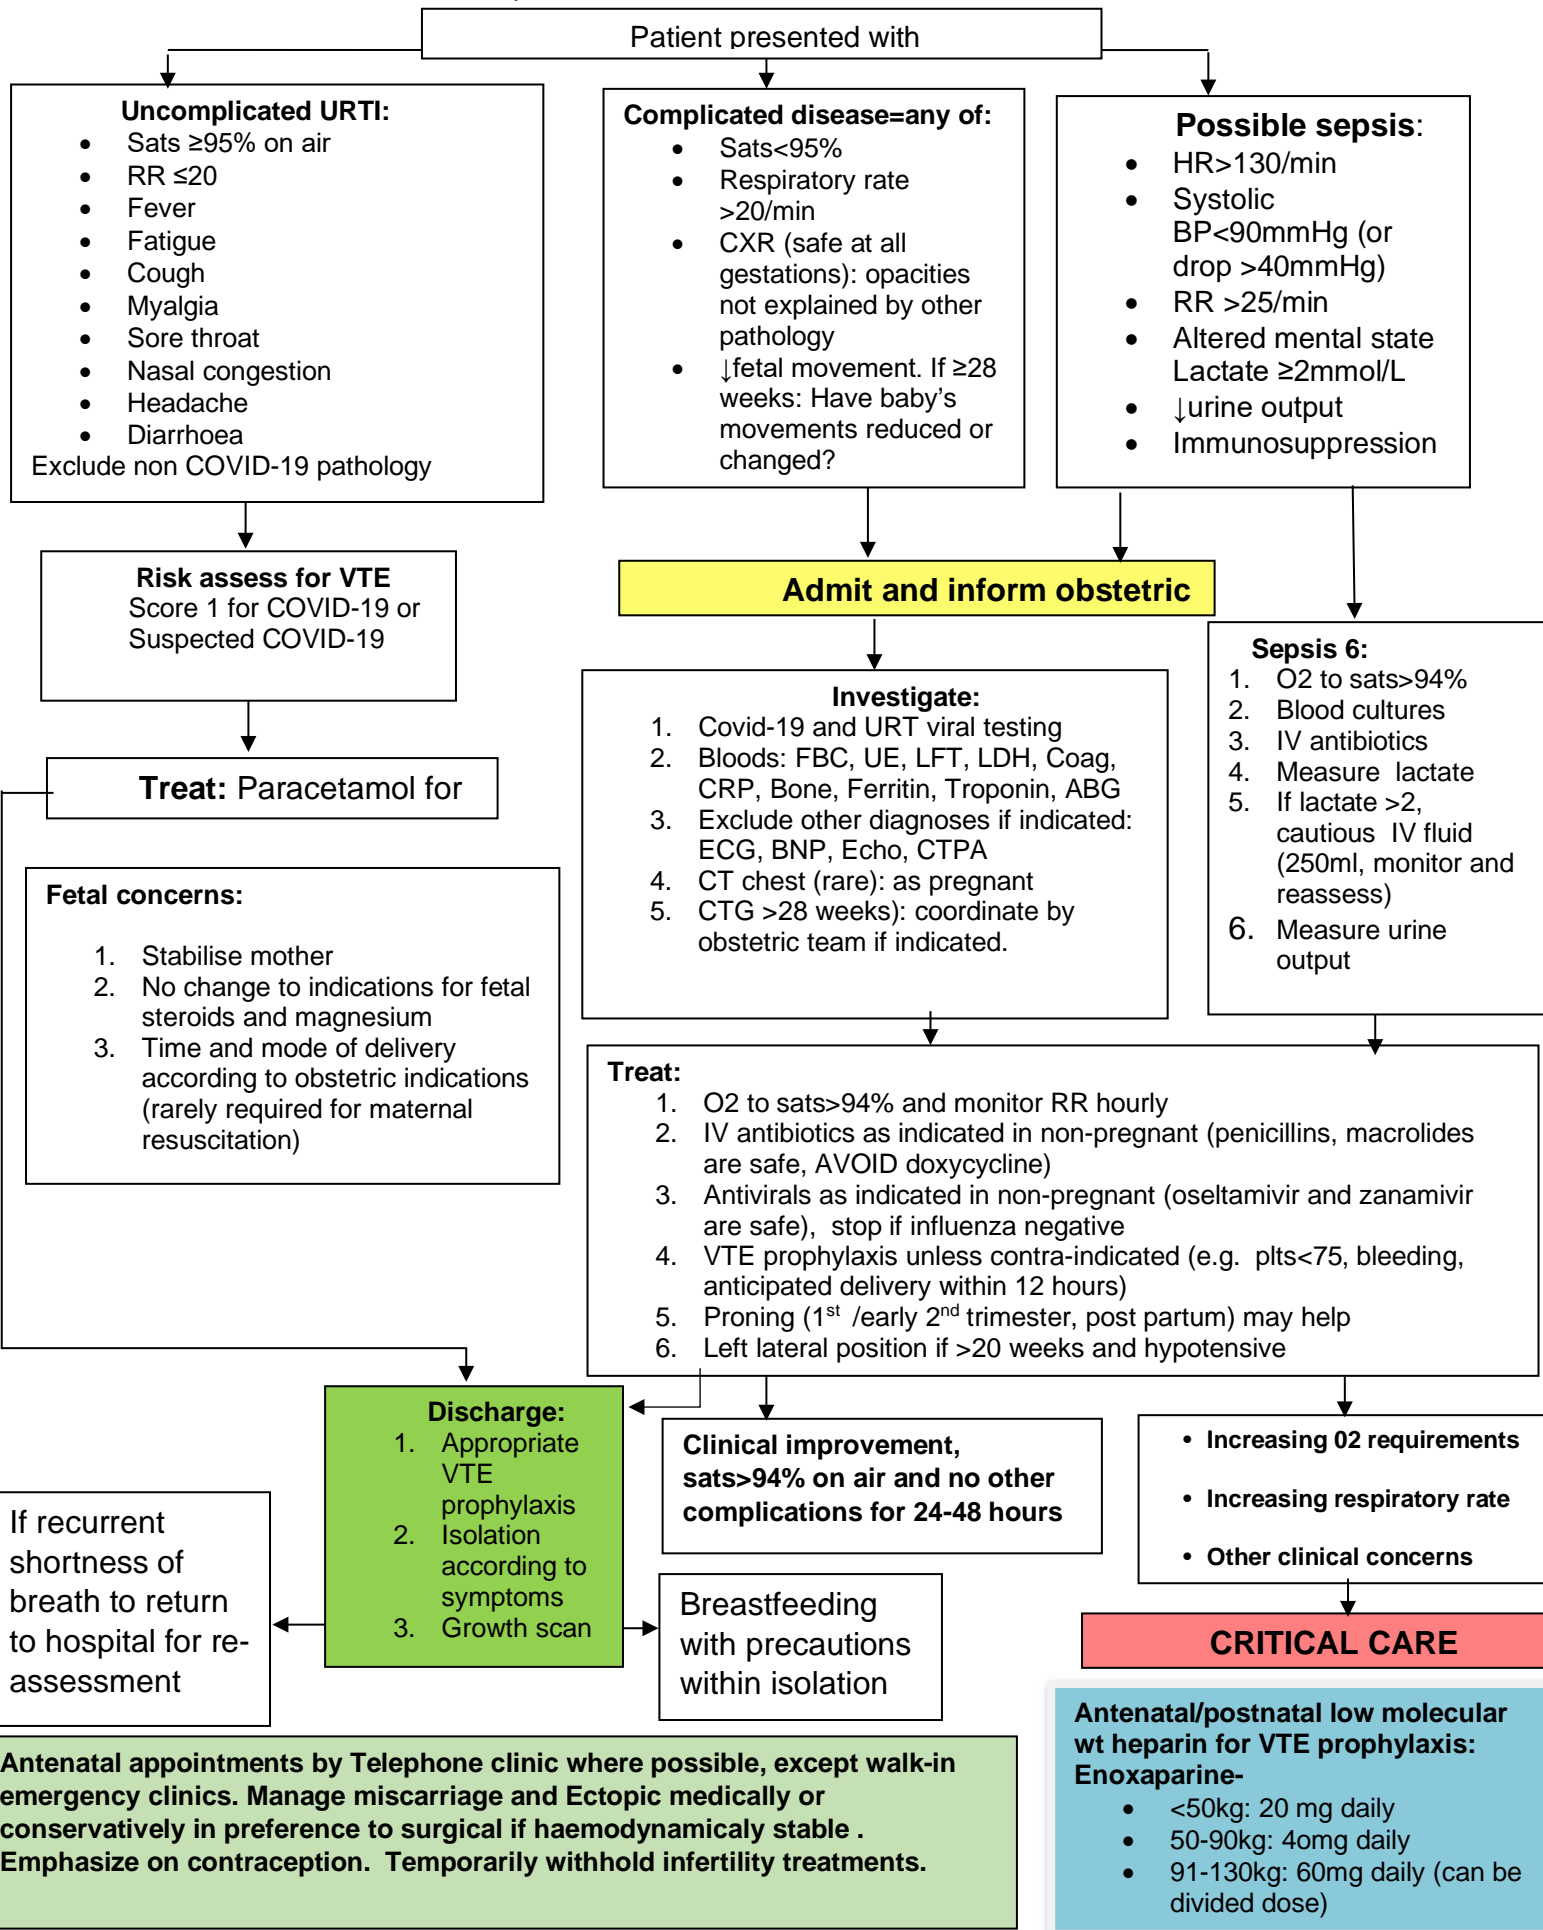 Patient presented with
Uncomplicated URTI:
• Sats ≥95% on air
• RR ≤20
• Fever
• Fatigue
• Cough
• Myalgia
• Sore throat
• Nasal congestion
• Headache
• Diarrhoea
Exclude non COVID-19 pathology
Complicated disease=any of:
• Sats<95%
• Respiratory rate
>20/min
• CXR (safe at all
gestations): opacities
not explained by other
pathology
• ↓fetal movement. If ≥28
weeks: Have baby’s
movements reduced or
changed?
Possible sepsis:
• HR>130/min
• Systolic
BP<90mmHg (or
drop >40mmHg)
• RR >25/min
• Altered mental state
Lactate ≥2mmol/L
• ↓urine output
• Immunosuppression
Risk assess for VTE
Score 1 for COVID-19 or
Suspected COVID-19
Admit and inform obstetric
Treat: Paracetamol for
Investigate:
1. Covid-19 and URT viral testing
2. Bloods: FBC, UE, LFT, LDH, Coag,
CRP, Bone, Ferritin, Troponin, ABG
3. Exclude other diagnoses if indicated:
ECG, BNP, Echo, CTPA
4. CT chest (rare): as pregnant
5. CTG >28 weeks): coordinate by
obstetric team if indicated.
Sepsis 6:
1. O2 to sats>94%
2. Blood cultures
3. IV antibiotics
4. Measure lactate
5. If lactate >2,
cautious IV fluid
(250ml, monitor and
reassess)
6. Measure urine
output
Fetal concerns:
1. Stabilise mother
2. No change to indications for fetal
steroids and magnesium
3. Time and mode of delivery
according to obstetric indications
(rarely required for maternal
resuscitation)
Treat:
1. O2 to sats>94% and monitor RR hourly
2. IV antibiotics as indicated in non-pregnant (penicillins, macrolides
are safe, AVOID doxycycline)
3. Antivirals as indicated in non-pregnant (oseltamivir and zanamivir
are safe), stop if influenza negative
4. VTE prophylaxis unless contra-indicated (e.g. plts<75, bleeding,
anticipated delivery within 12 hours)
5. Proning (1st /early 2nd trimester, post partum) may help
6. Left lateral position if >20 weeks and hypotensive
Discharge:
1. Appropriate
VTE
prophylaxis
2. Isolation
according to
symptoms
3. Growth scan
Clinical improvement,
sats>94% on air and no other
complications for 24-48 hours
• Increasing 02 requirements
• Increasing respiratory rate
• Other clinical concerns
If recurrent
shortness of
breath to return
to hospital for re-
assessment
Breastfeeding
with precautions
within isolation
CRITICAL CARE
Antenatal appointments by Telephone clinic where possible, except walk-in
emergency clinics. Manage miscarriage and Ectopic medically or
conservatively in preference to surgical if haemodynamicaly stable .
Emphasize on contraception. Temporarily withhold infertility treatments.
Antenatal/postnatal low molecular
wt heparin for VTE prophylaxis:
Enoxaparine-
• <50kg: 20 mg daily
• 50-90kg: 4omg daily
• 91-130kg: 60mg daily (can be
divided dose)